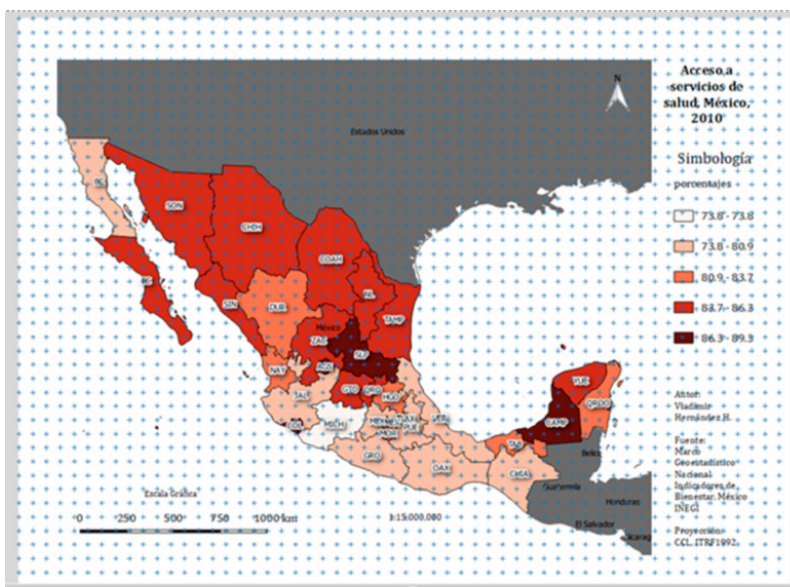 Acceso a
servicios de
salud, México,
2010
N
Estados Unidos
Simbología
porcentajes
73.8 - 73.8
73.8 - 80.9
80.9 - 83.7
83.7 - 86.3
86.3 - 89.3
BC
SON
CHIH
COAH
BC
SIN
DUR
NL
TAMP
México
ZAC
SLP
NAY
AGS
JAL
GTO
QRO
HGO
COL
MICH
MEX
TLAX
VER
MOR
PUE
GRO
OAX
CHIA
TAB
CAMP
YUC
QROO
Belice
Guatemala
Honduras
El Salvador
Autor:
Vladimir
Hernández H.
Fuente:
Marco
Geoestadístico
Nacional
Indicadores de
Bienestar, México
INEGI
Proyección:
CCL. ITRF1992.
Escala Gráfica
0 250 500 750 1000 km
1:15,000,000